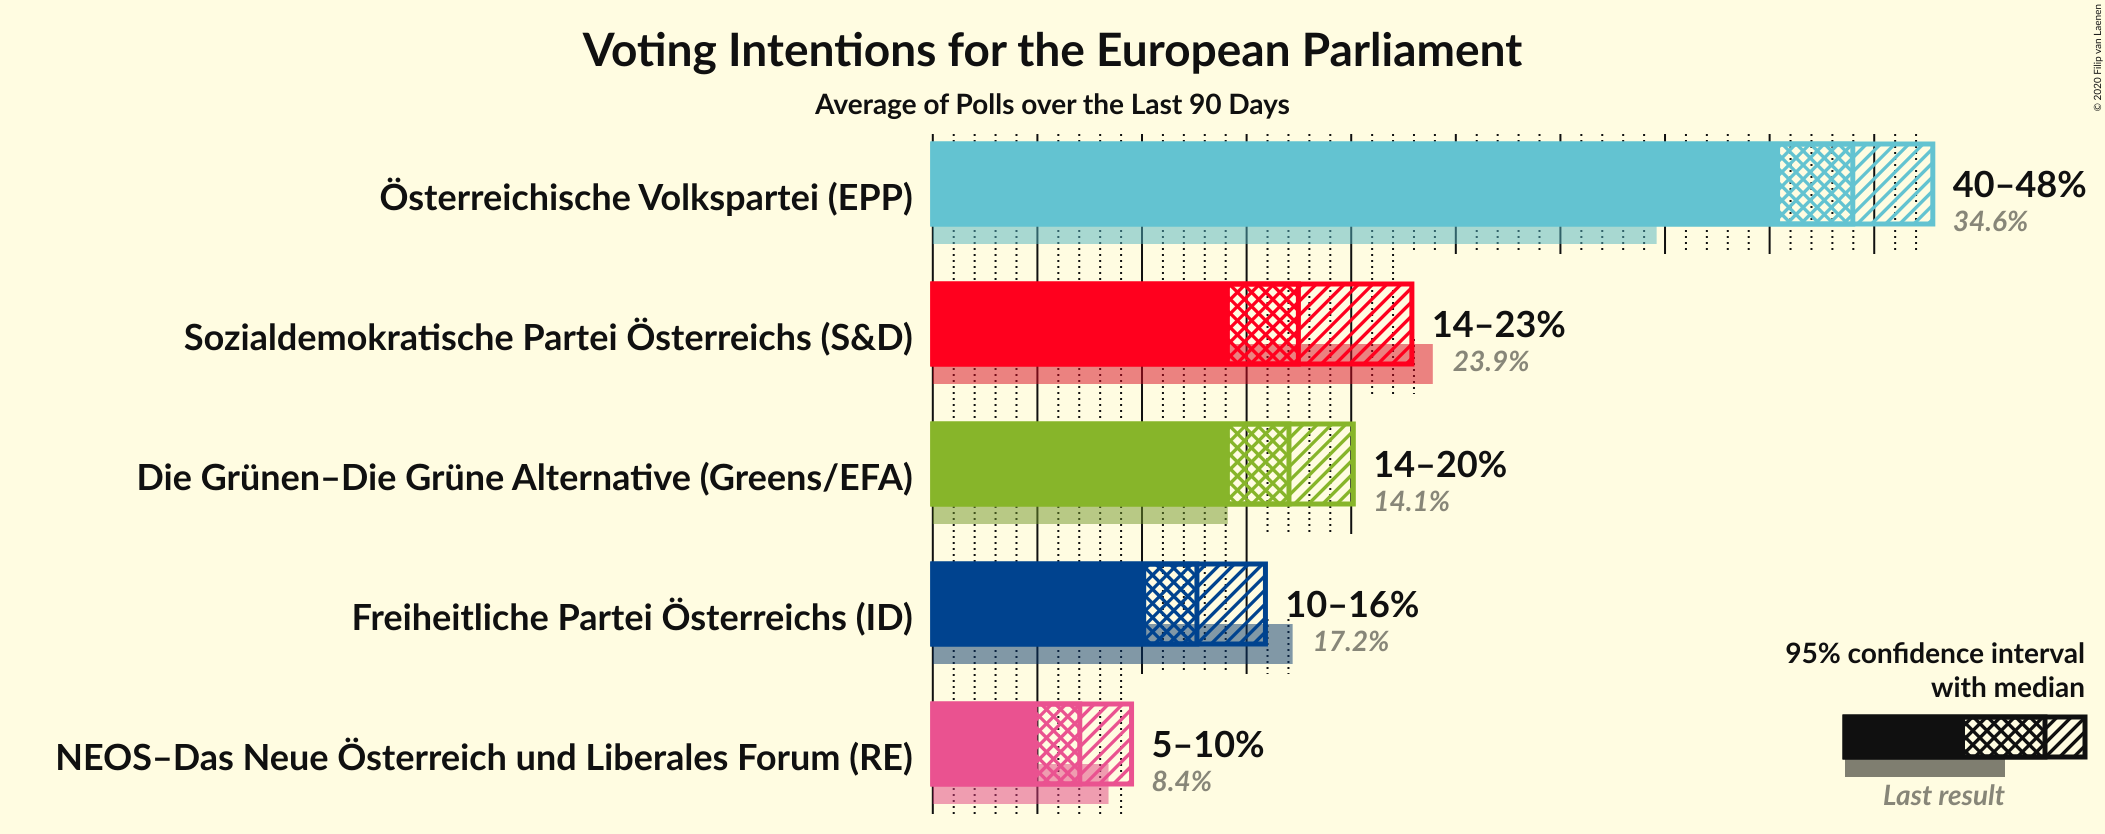 Voting Intentions for the European Parliament
Average of Polls over the Last 90 Days
© 2020 Filip van Laenen
Österreichische Volkspartei (EPP)
40–48%
34.6%
Sozialdemokratische Partei Österreichs (S&D)
14–23%
23.9%
Die Grünen–Die Grüne Alternative (Greens/EFA)
14–20%
14.1%
Freiheitliche Partei Österreichs (ID)
10–16%
17.2%
NEOS–Das Neue Österreich und Liberales Forum (RE)
5–10%
8.4%
95% confidence interval
with median
Last result